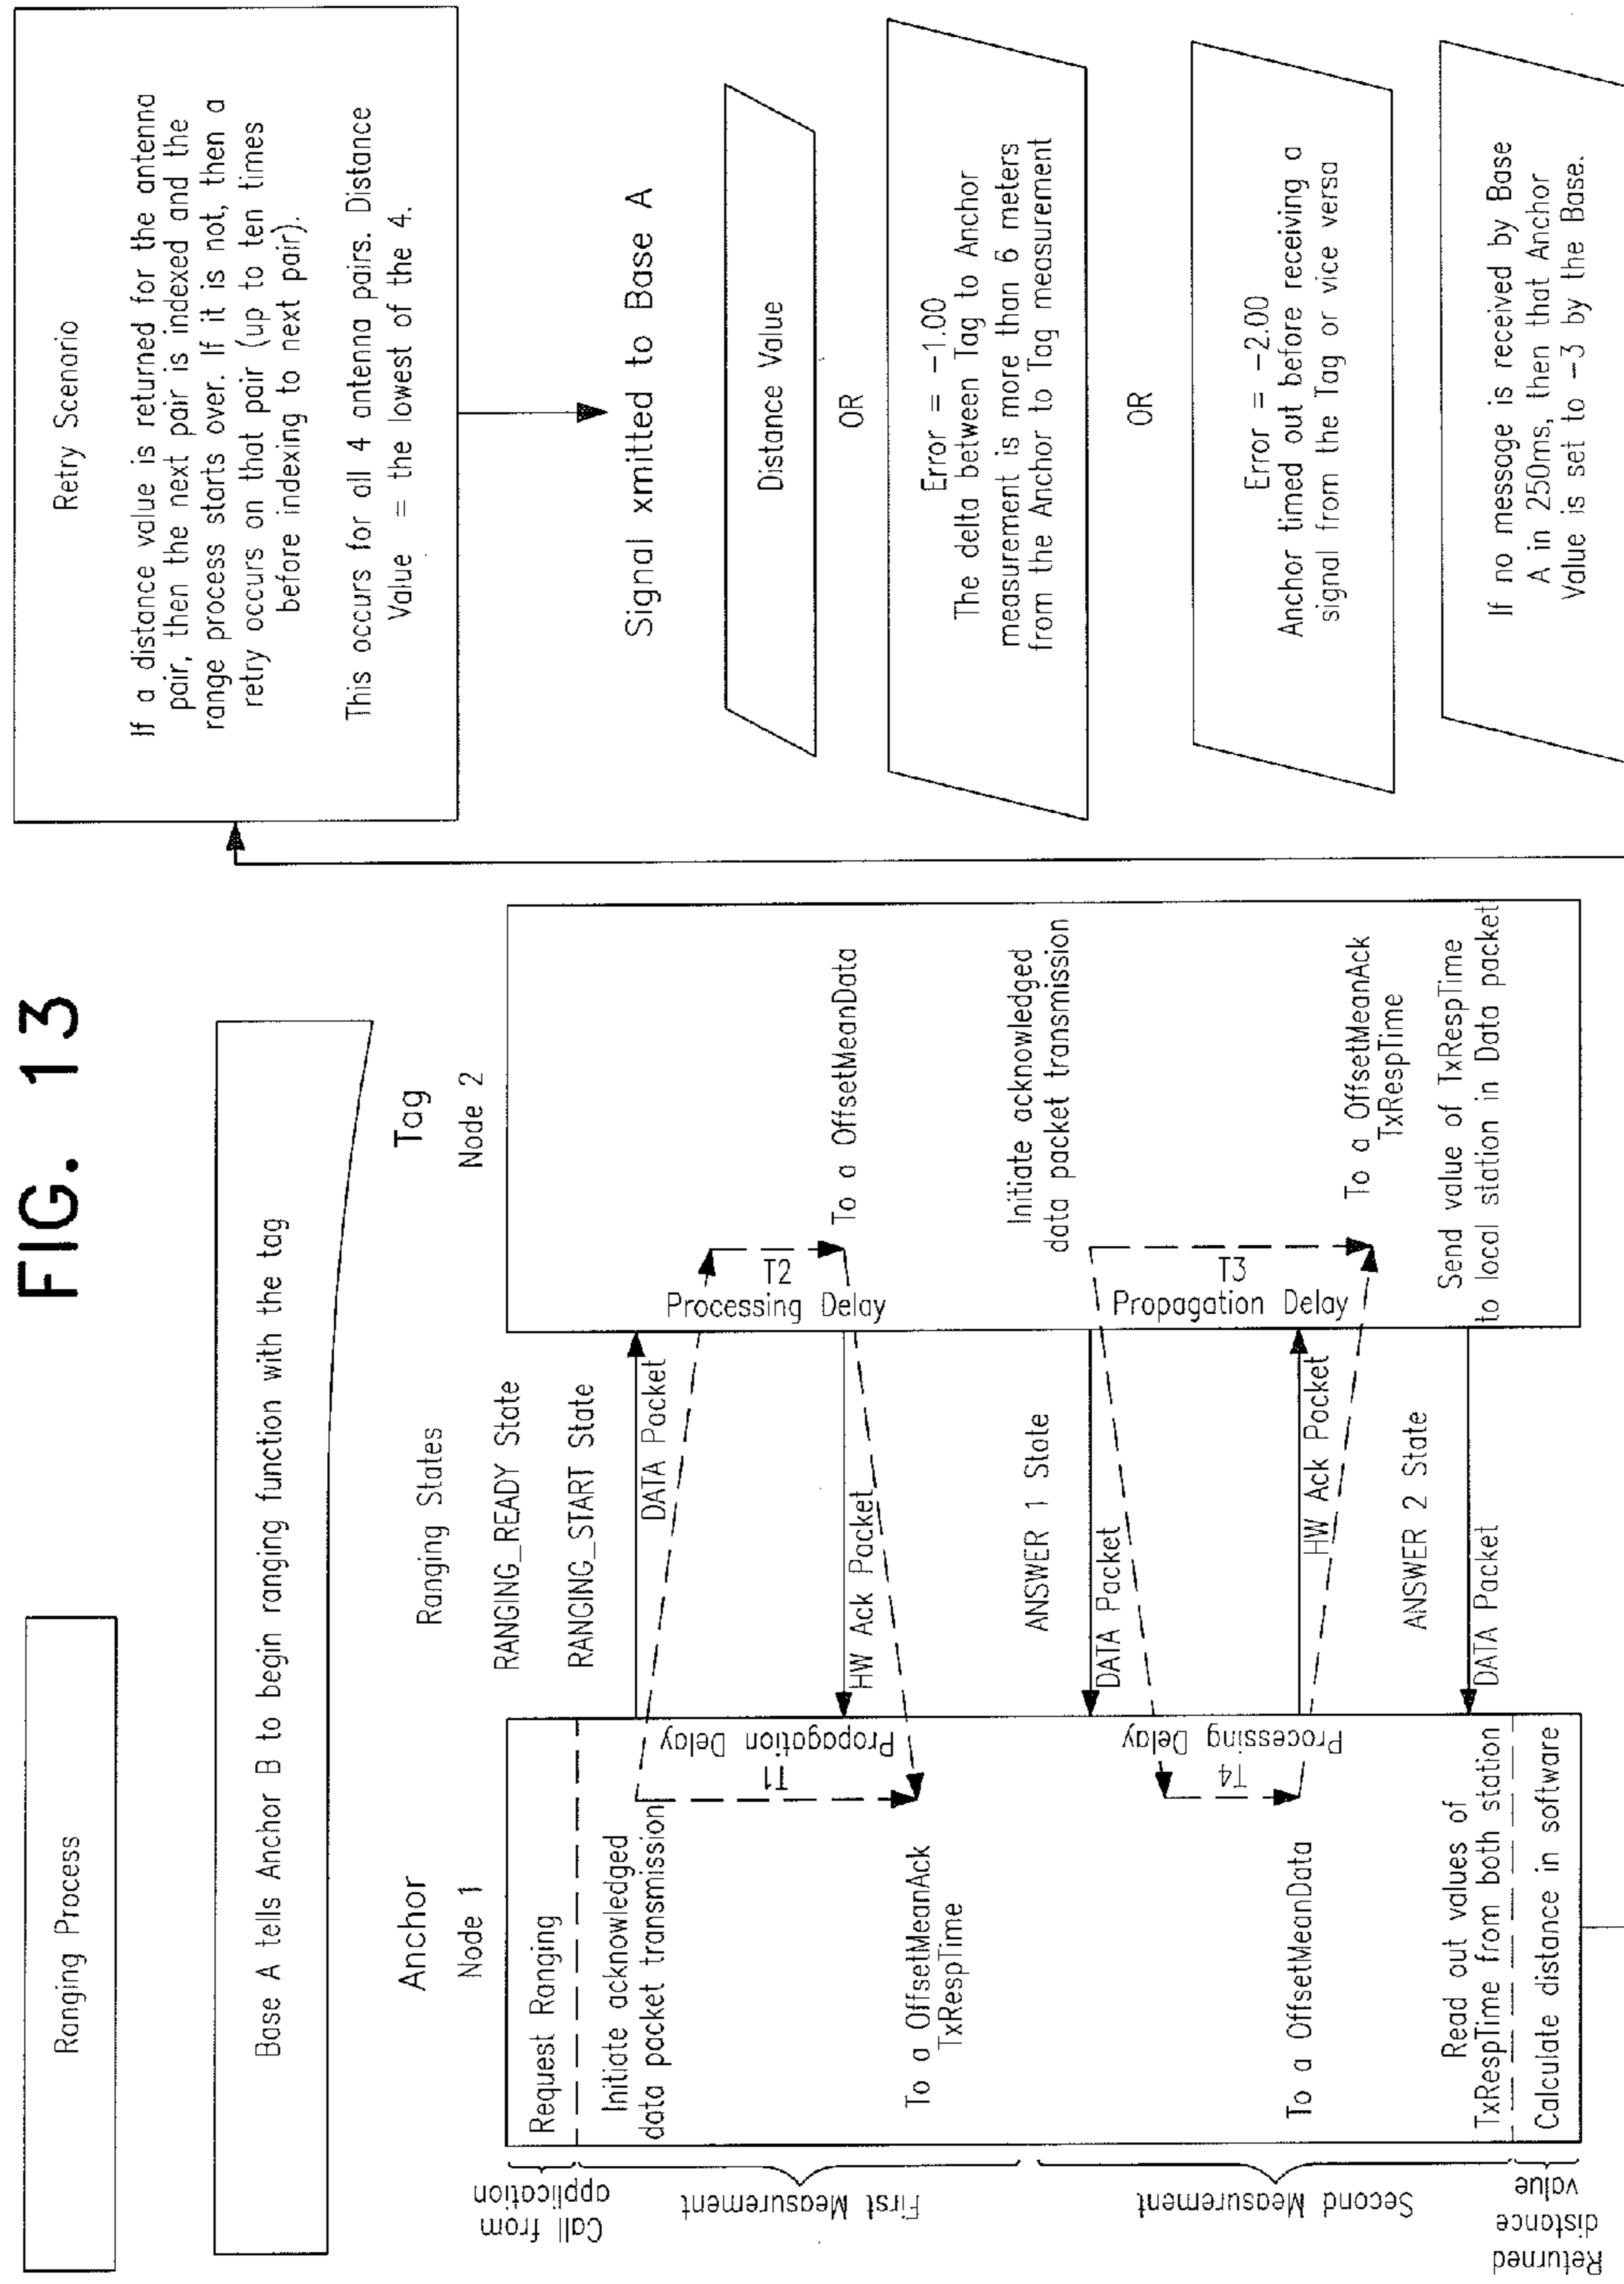 FIG. 13
Ranging Process
Base A tells Anchor B to begin ranging function with the tag
Anchor
Node 1
Ranging States
Tag
Node 2
Call from
application
Request Ranging
RANGING_READY State
First Measurement
Initiate acknowledged
data packet transmission
RANGING_START State
DATA Packet
T1
Propagation Delay
T2
Processing Delay
To a OffsetMeanData
HW Ack Packet
To a OffsetMeanAck
TxRespTime
Second Measurement
ANSWER 1 State
Initiate acknowledged
data packet transmission
DATA Packet
T3
Propagation Delay
T4
Processing Delay
To a OffsetMeanData
HW Ack Packet
To a OffsetMeanAck
TxRespTime
ANSWER 2 State
Send value of TxRespTime
to local station in Data packet
DATA Packet
Read out values of
TxRespTime from both station
Returned
distance
value
Calculate distance in software
Retry Scenario
If a distance value is returned for the antenna
pair, then the next pair is indexed and the
range process starts over. If it is not, then a
retry occurs on that pair (up to ten times
before indexing to next pair).
This occurs for all 4 antenna pairs. Distance
Value = the lowest of the 4.
Signal xmitted to Base A
Distance Value
OR
Error = -1.00
The delta between Tag to Anchor
measurement is more than 6 meters
from the Anchor to Tag measurement
OR
Error = -2.00
Anchor timed out before receiving a
signal from the Tag or vice versa
If no message is received by Base
A in 250ms, then that Anchor
Value is set to -3 by the Base.